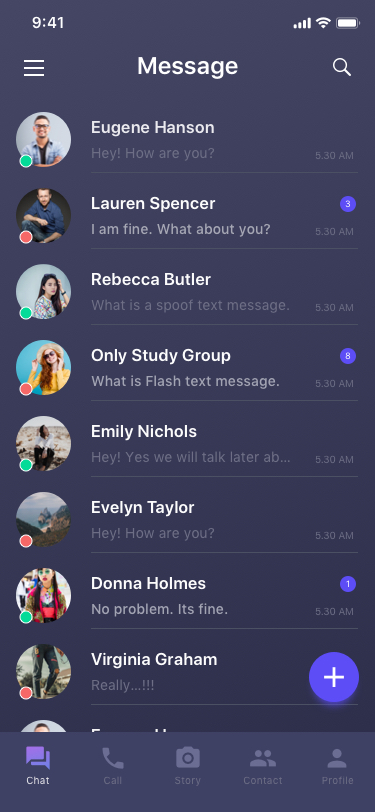 9:41
Message
Eugene Hanson
Hey! How are you?
5.30 AM
Lauren Spencer
3
I am fine. What about you?
5.30 AM
Rebecca Butler
What is a spoof text message.
5.30 AM
Only Study Group
8
What is Flash text message.
5.30 AM
Emily Nichols
Hey! Yes we will talk later ab...
5.30 AM
Evelyn Taylor
Hey! How are you?
5.30 AM
Donna Holmes
1
No problem. Its fine.
5.30 AM
Virginia Graham
Really...!!!
Chat
Call
Story
Contact
Profile